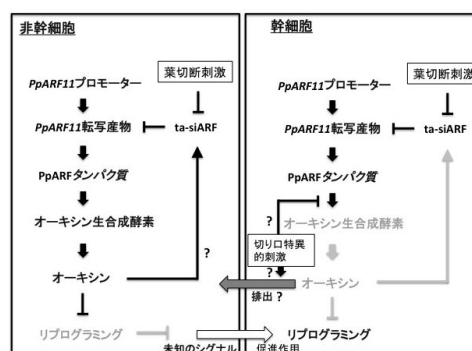 非幹細胞
葉切断刺激
PpARF11プロモーター
PpARF11転写産物
ta-siARF
PpARFタンパク質
オーキシン生合成酵素
?
オーキシン
リプログラミング
未知のシグナル
幹細胞
葉切断刺激
PpARF11プロモーター
PpARF11転写産物
ta-siARF
PpARFタンパク質
?
オーキシン生合成酵素
切り口特異
的刺激
?
オーキシン
排出?
リプログラミング
促進作用